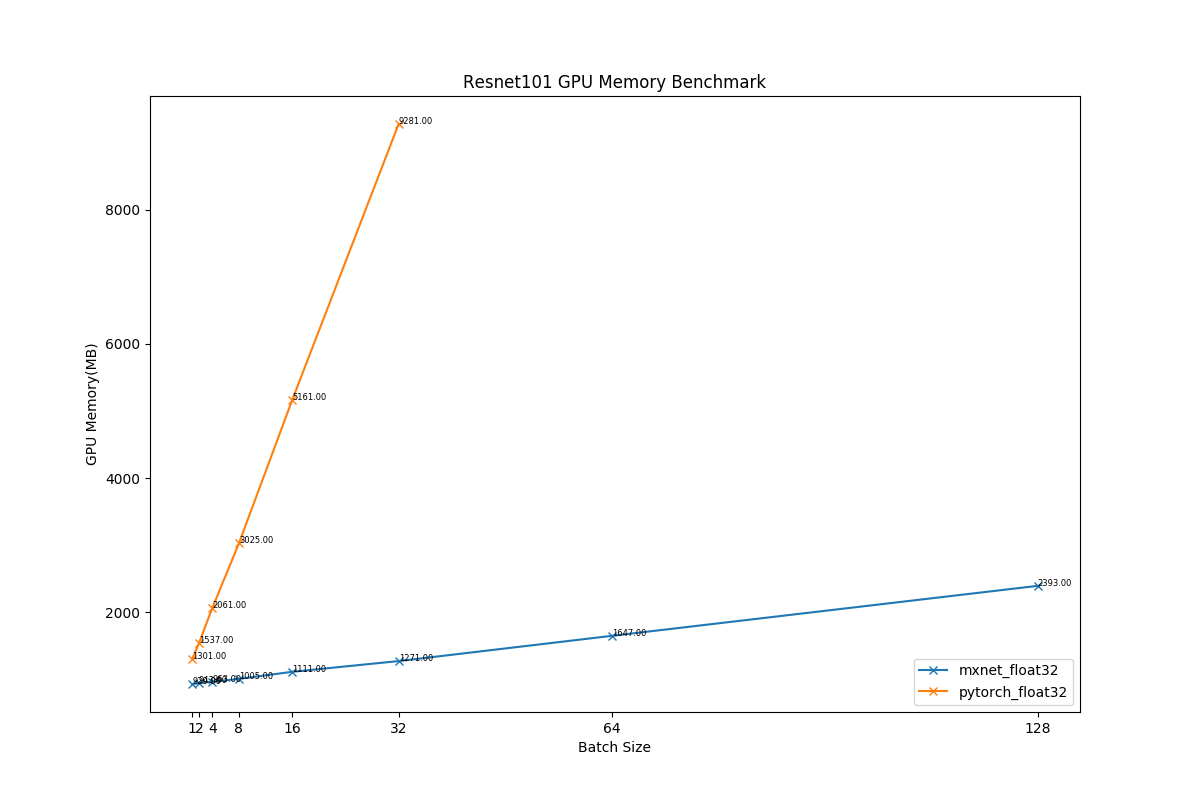 Resnet101 GPU Memory Benchmark
GPU Memory(MB)
8000
6000
4000
2000
9281.00
5161.00
3025.00
2061.00
1537.00
1301.00
1005.00
1111.00
1271.00
1647.00
2393.00
mxnet_float32
pytorch_float32
1 2 4 8 16 32 64 128
Batch Size